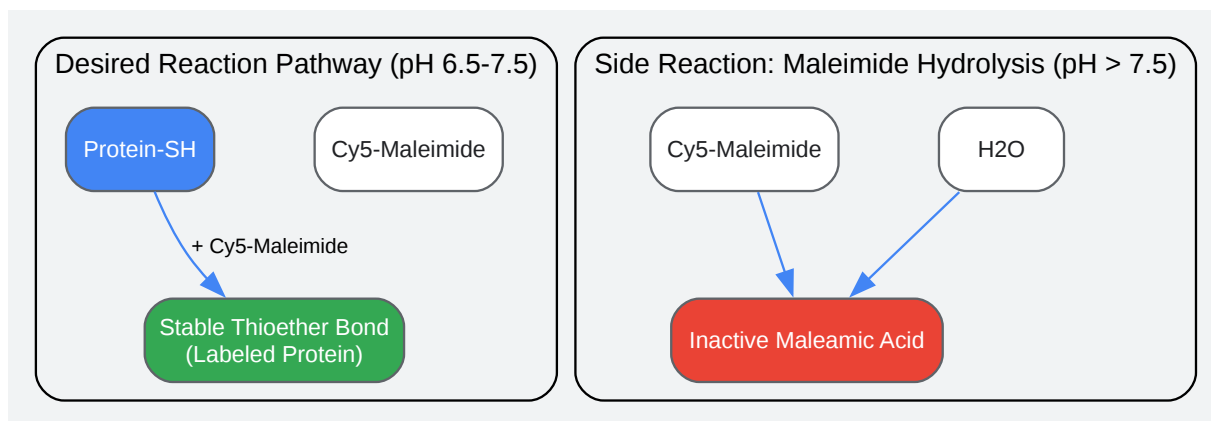 Desired Reaction Pathway (pH 6.5-7.5)
Protein-SH
Cy5-Maleimide
+ Cy5-Maleimide
Stable Thioether Bond
(Labeled Protein)
Side Reaction: Maleimide Hydrolysis (pH > 7.5)
Cy5-Maleimide
H2O
Inactive Maleamic Acid